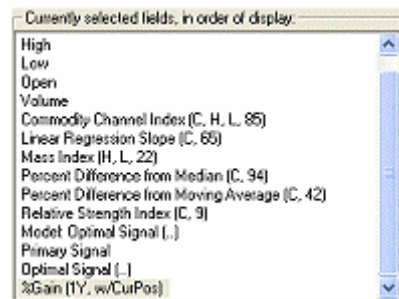 Currently selected fields, in order of display:
High
Low
Open
Volume
Commodity Channel Index (C, H, L, 85)
Linear Regression Slope (C, 65)
Mass Index (H, L, 22)
Percent Difference from Median (C, 94)
Percent Difference from Moving Average (C, 42)
Relative Strength Index (C, 9)
Model: Optimal Signal (..)
Primary Signal
Optimal Signal (..)
%Gain (1Y, w/CurPos)